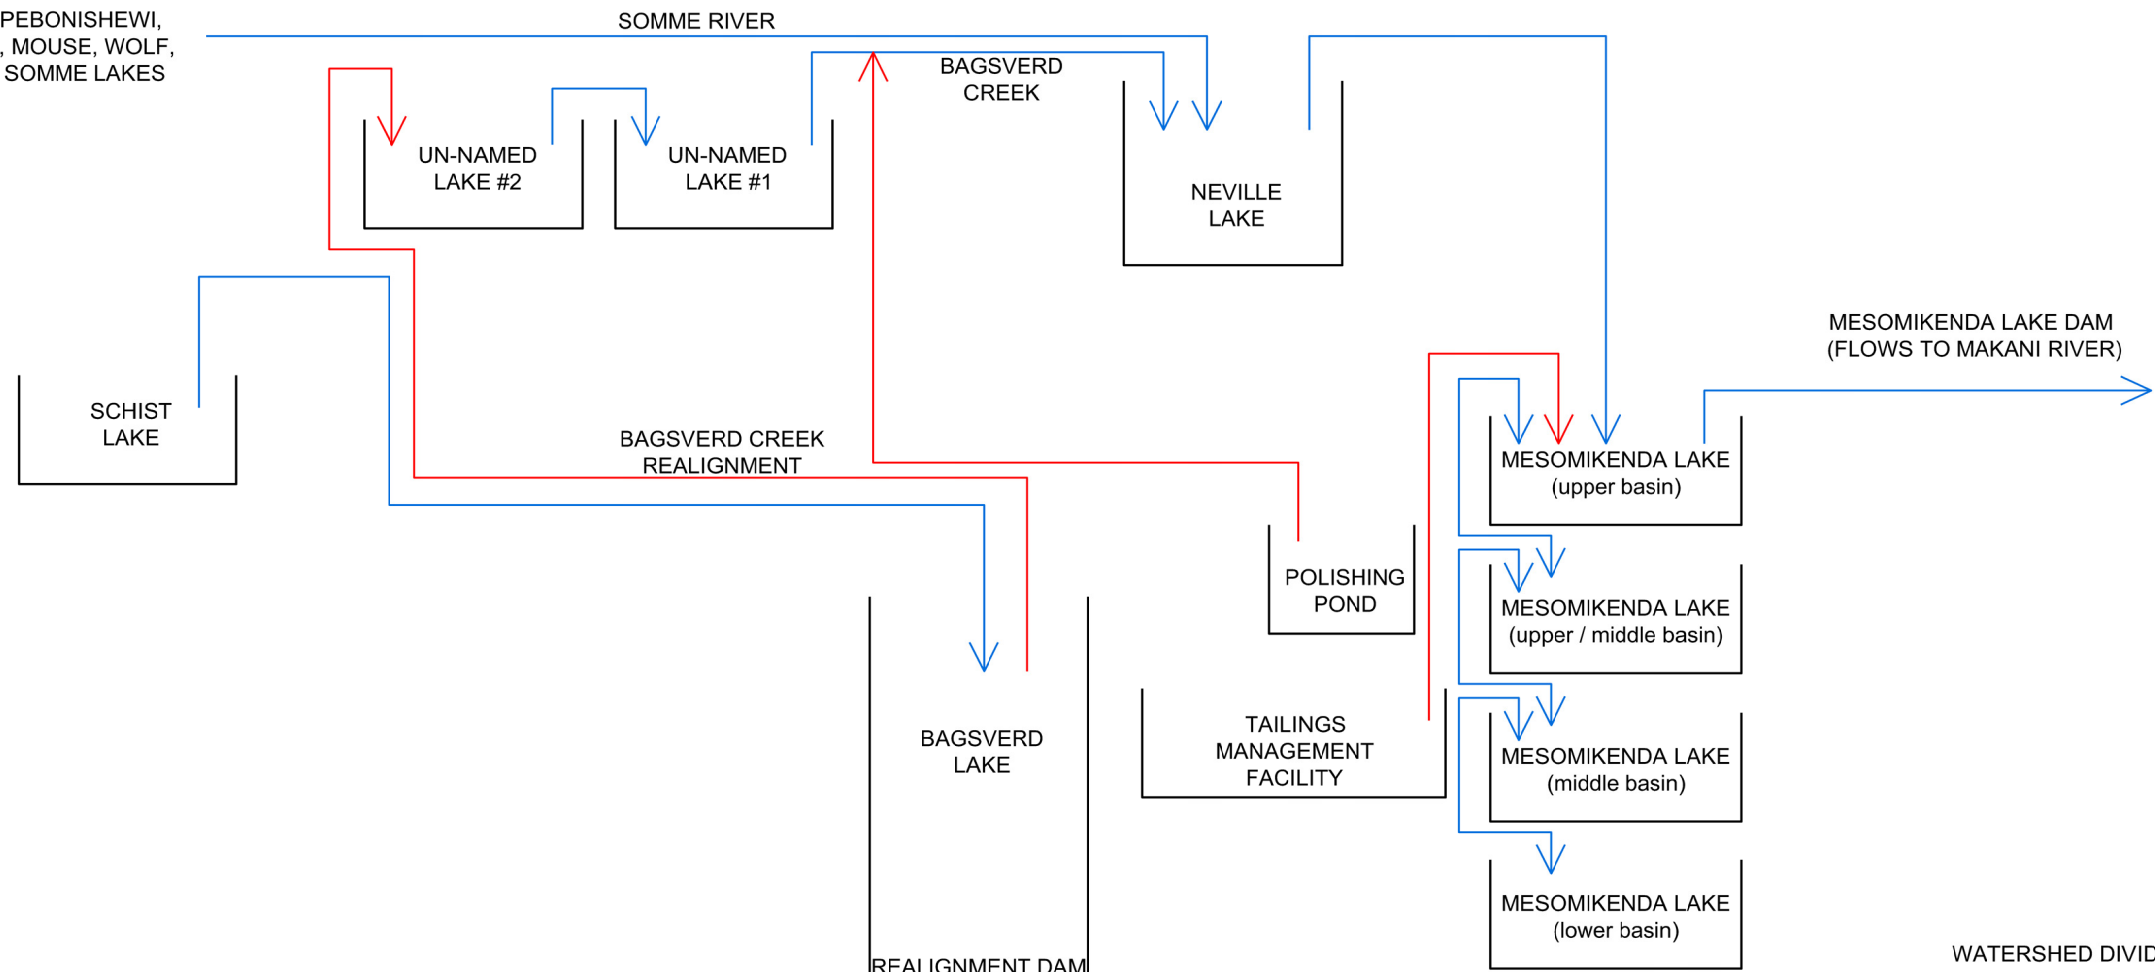 PEBONISHEWI,
, MOUSE, WOLF,
SOMME LAKES
SOMME RIVER
BAGSVERD
CREEK
UN-NAMED
LAKE #2
UN-NAMED
LAKE #1
NEVILLE
LAKE
MESOMIKENDA LAKE DAM
(FLOWS TO MAKANI RIVER)
SCHIST
LAKE
BAGSVERD CREEK
REALIGNMENT
MESOMIKENDA LAKE
(upper basin)
POLISHING
POND
MESOMIKENDA LAKE
(upper / middle basin)
BAGSVERD
LAKE
TAILINGS
MANAGEMENT
FACILITY
MESOMIKENDA LAKE
(middle basin)
MESOMIKENDA LAKE
(lower basin)
REALIGNMENT DAM
WATERSHED DIVID